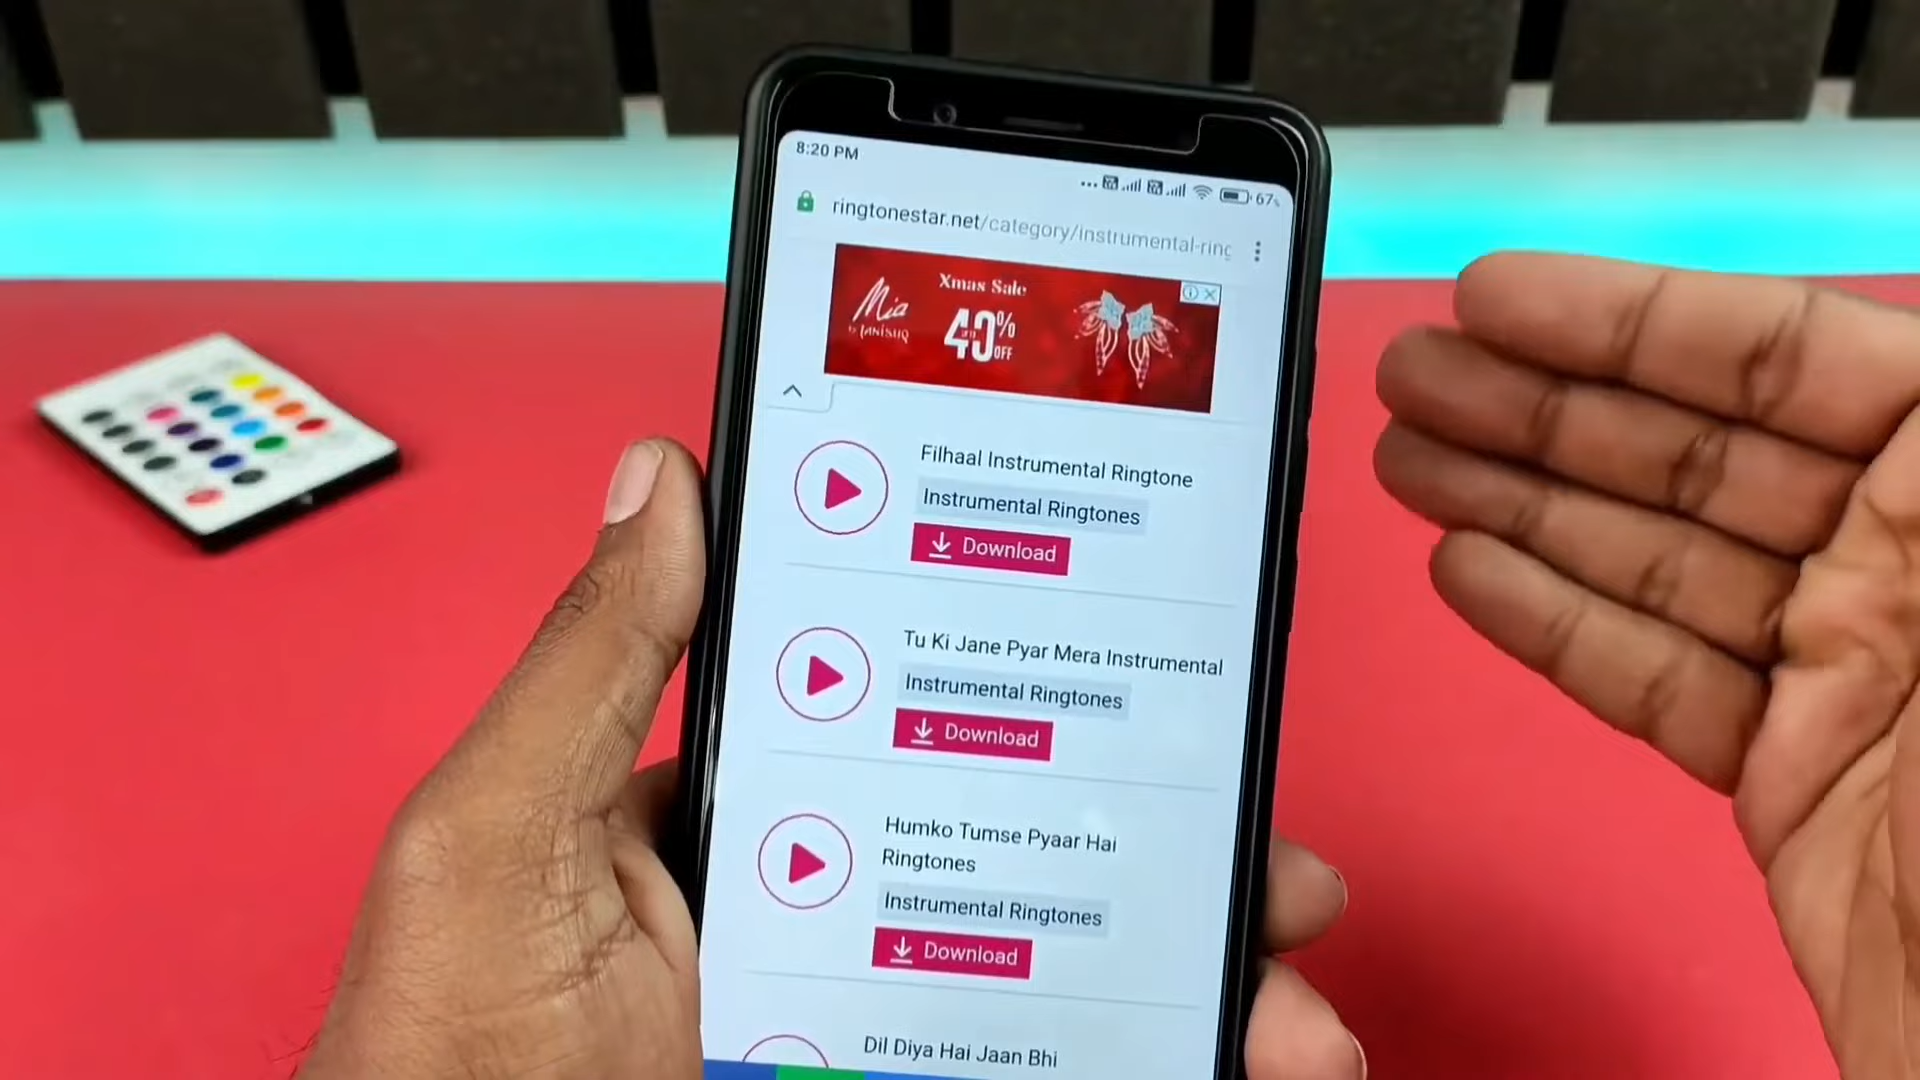 8:20 PM
67%
ringtonestar.net/category/instrumental-ring
Xmas Sale
Mia
by TANISHQ
40%
OFF
Filhaal Instrumental Ringtone
Instrumental Ringtones
Download
Tu Ki Jane Pyar Mera Instrumental
Instrumental Ringtones
Download
Humko Tumse Pyaar Hai
Ringtones
Instrumental Ringtones
Download
Dil Diya Hai Jaan Bhi